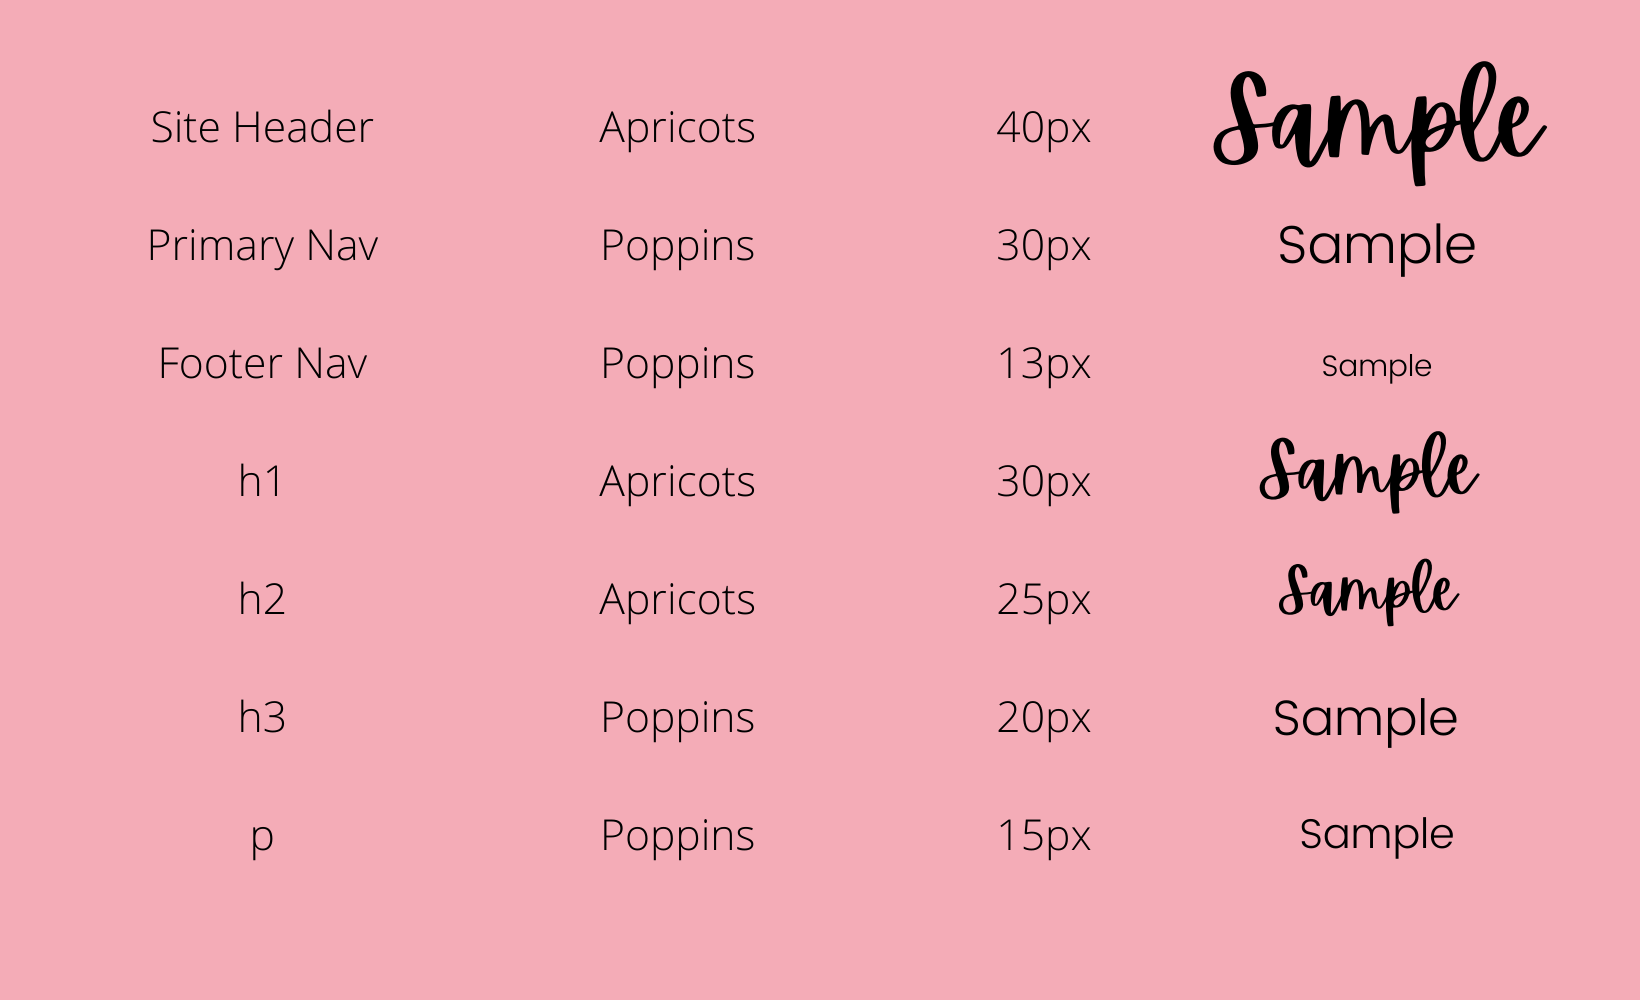 Site Header Apricots 40px Sample
Primary Nav Poppins 30px Sample
Footer Nav Poppins 13px Sample
h1 Apricots 30px Sample
h2 Apricots 25px Sample
h3 Poppins 20px Sample
p Poppins 15px Sample